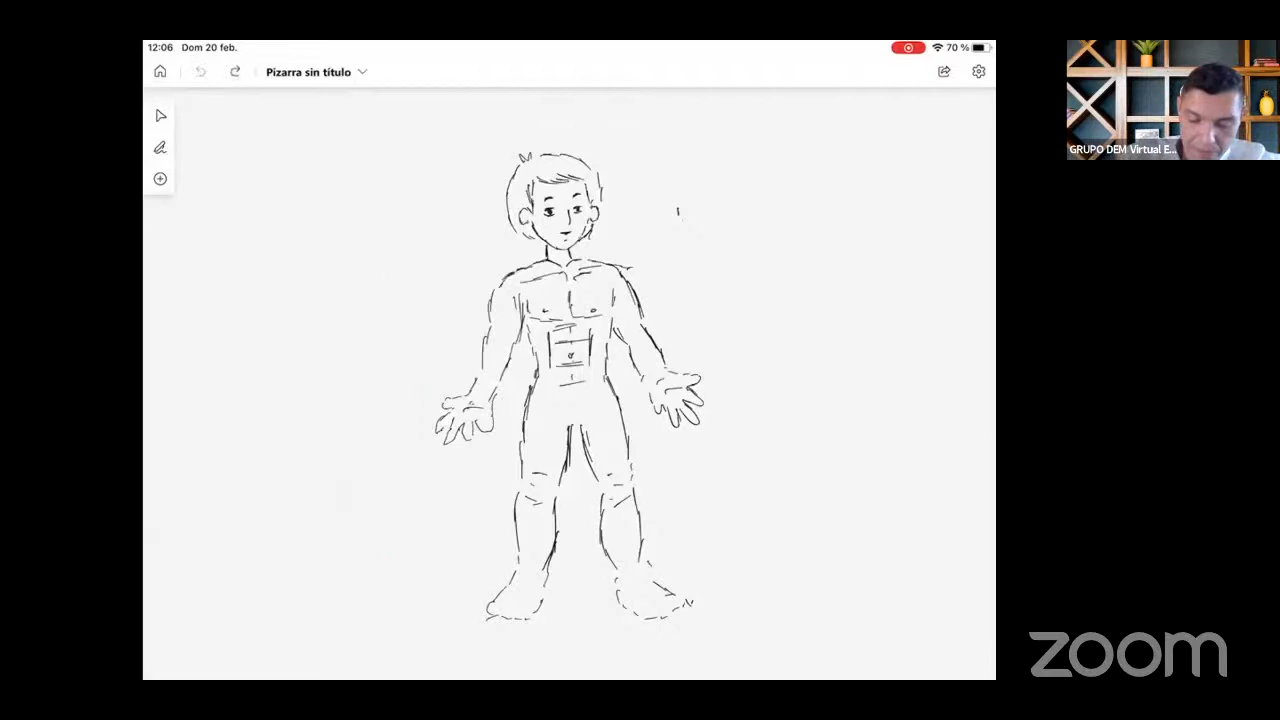 12:06 Dom 20 feb.
70 %
Pizarra sin título
GRUPO DEM Virtual E...
zoom